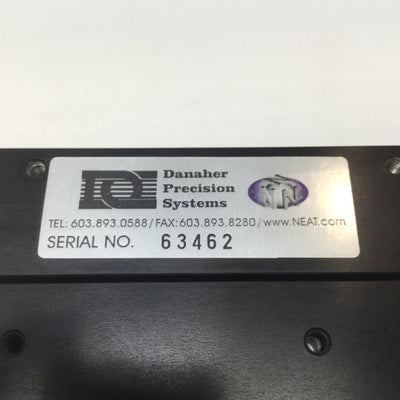 Danaher
Precision
Systems
TEL: 603.893.0588/FAX:603.893.8280/www.NEAT.com
SERIAL NO. 63462